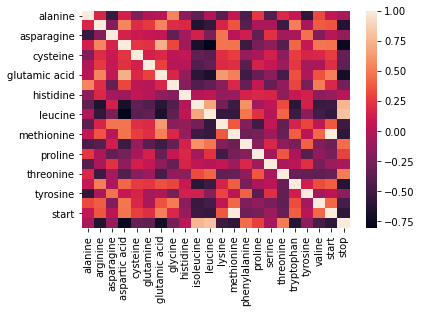 alanine
asparagine
cysteine
glutamic acid
histidine
leucine
methionine
proline
threonine
tyrosine
start
alanine
arginine
asparagine
aspartic acid
cysteine
glutamine
glutamic acid
glycine
histidine
isoleucine
leucine
lysine
methionine
phenylalanine
proline
serine
threonine
tryptophan
tyrosine
valine
start
stop
1.00
0.75
0.50
0.25
0.00
-0.25
-0.50
-0.75